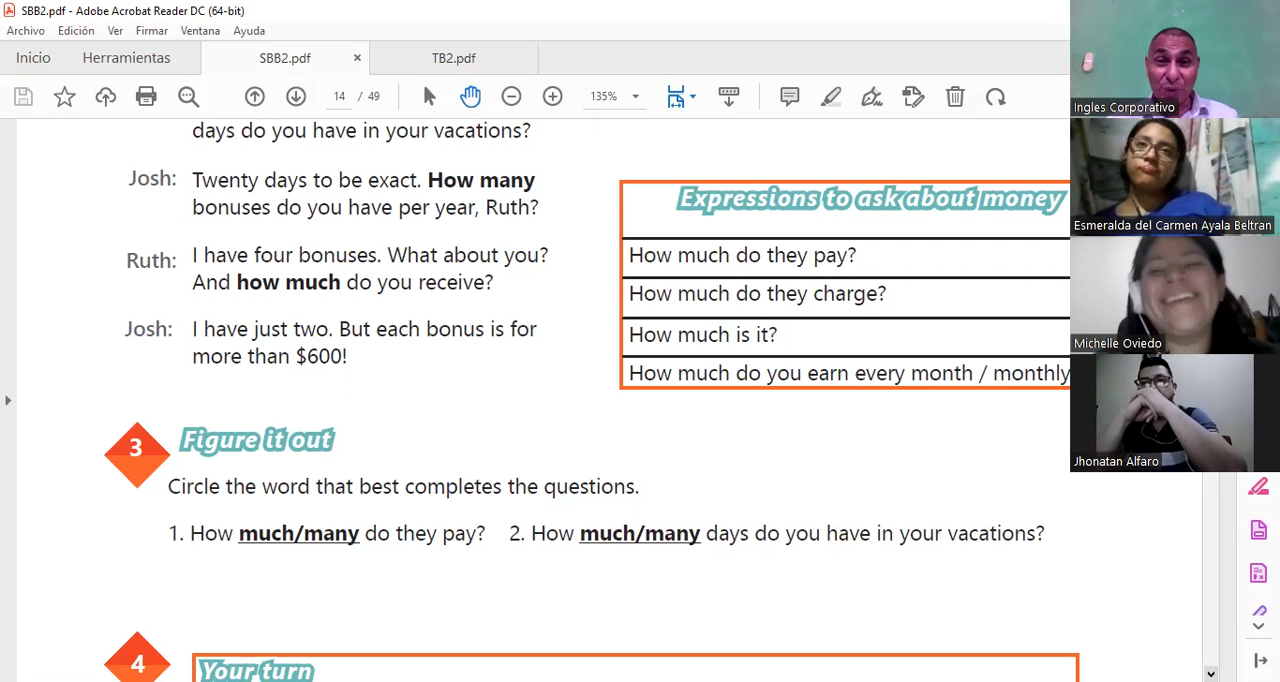 SBB2.pdf - Adobe Acrobat Reader DC (64-bit)
Archivo Edición Ver Firmar Ventana Ayuda
Inicio Herramientas SBB2.pdf × TB2.pdf
14 / 49 135%
days do you have in your vacations?
Josh: Twenty days to be exact. How many
bonuses do you have per year, Ruth?
Ruth: I have four bonuses. What about you?
And how much do you receive?
Josh: I have just two. But each bonus is for
more than $600!
Expressions to ask about money
How much do they pay?
How much do they charge?
How much is it?
How much do you earn every month / monthly
3 Figure it out
Circle the word that best completes the questions.
1. How much/many do they pay? 2. How much/many days do you have in your vacations?
4 Your turn
Ingles Corporativo
Esmeralda del Carmen Ayala Beltran
Michelle Oviedo
Jhonatan Alfaro